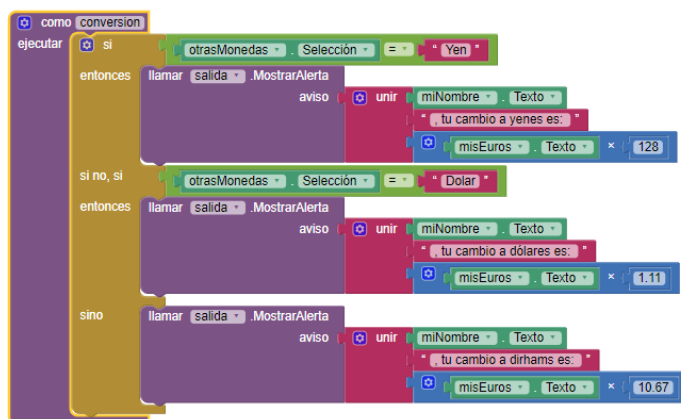 como conversion
ejecutar si otrasMonedas . Selección = " Yen "
entonces llamar salida .MostrarAlerta
aviso unir miNombre . Texto
" , tu cambio a yenes es: "
misEuros . Texto × 128
si no, si otrasMonedas . Selección = " Dolar "
entonces llamar salida .MostrarAlerta
aviso unir miNombre . Texto
" , tu cambio a dólares es: "
misEuros . Texto × 1.11
sino llamar salida .MostrarAlerta
aviso unir miNombre . Texto
" , tu cambio a dirhams es: "
misEuros . Texto × 10.67